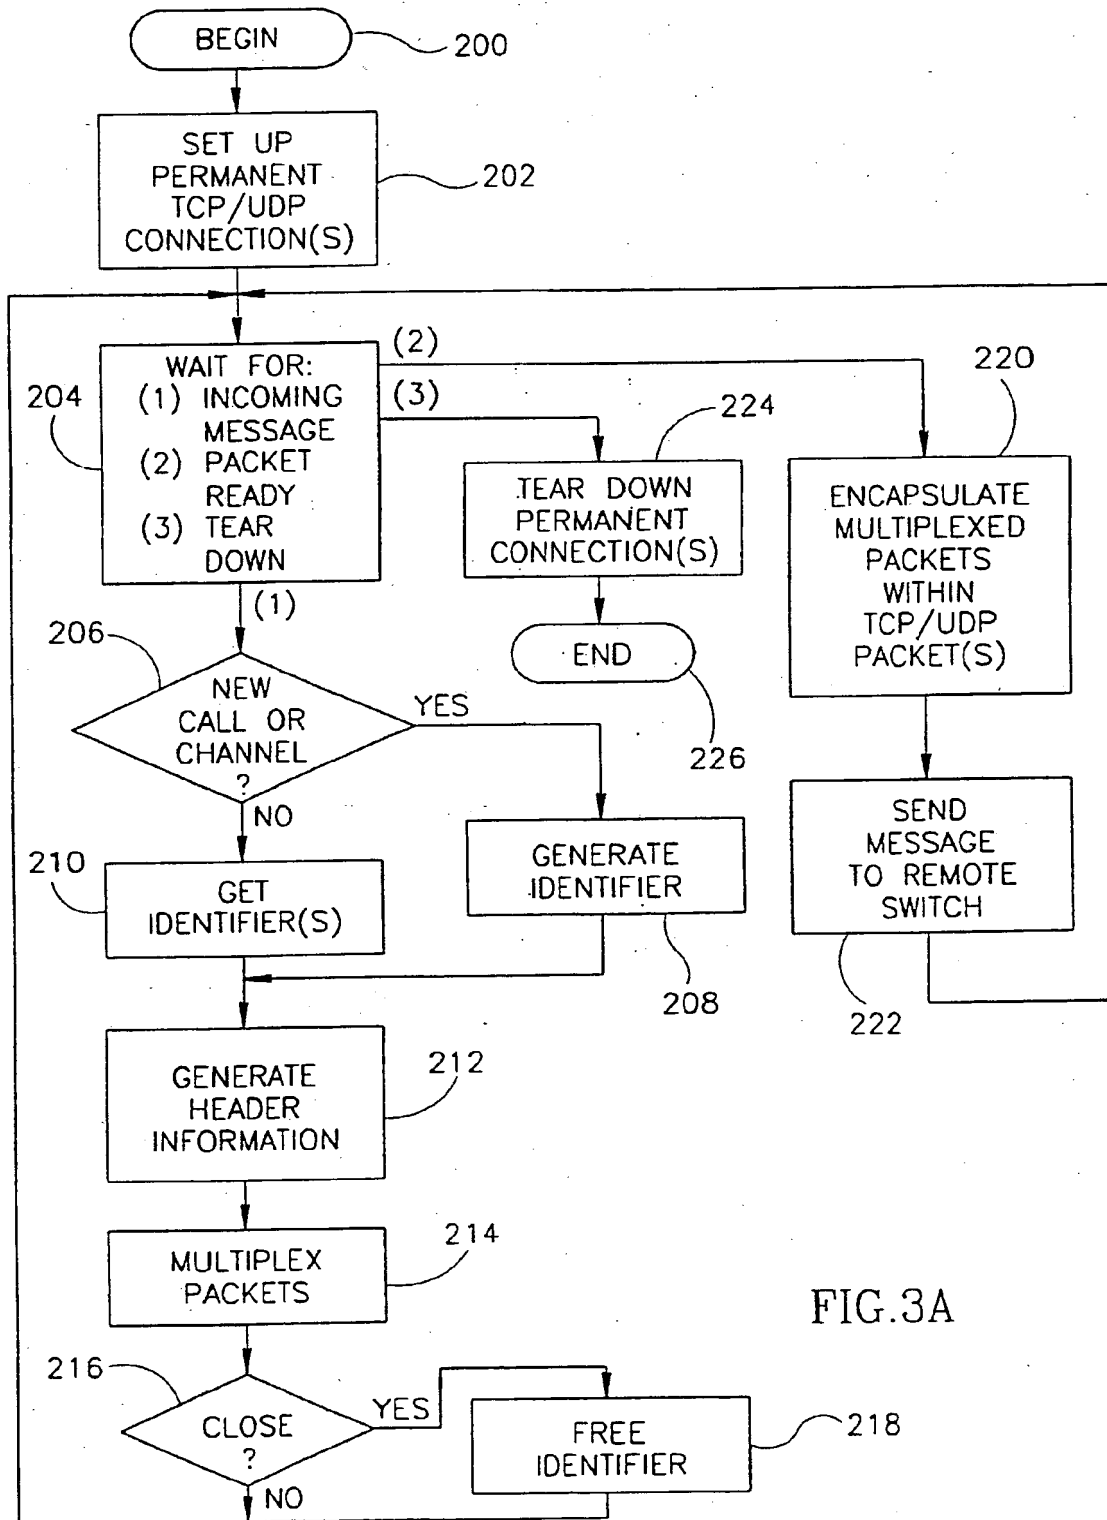 BEGIN
200
SET UP
PERMANENT
TCP/UDP
CONNECTION(S)
202
WAIT FOR:
(1) INCOMING
MESSAGE
(2) PACKET
READY
(3) TEAR
DOWN
204
(2)
(3)
(1)
224
TEAR DOWN
PERMANENT
CONNECTION(S)
END
226
220
ENCAPSULATE
MULTIPLEXED
PACKETS
WITHIN
TCP/UDP
PACKET(S)
SEND
MESSAGE
TO REMOTE
SWITCH
222
206
NEW
CALL OR
CHANNEL
?
YES
NO
GENERATE
IDENTIFIER
208
210
GET
IDENTIFIER(S)
GENERATE
HEADER
INFORMATION
212
MULTIPLEX
PACKETS
214
216
CLOSE
?
YES
NO
FREE
IDENTIFIER
218
FIG.3A